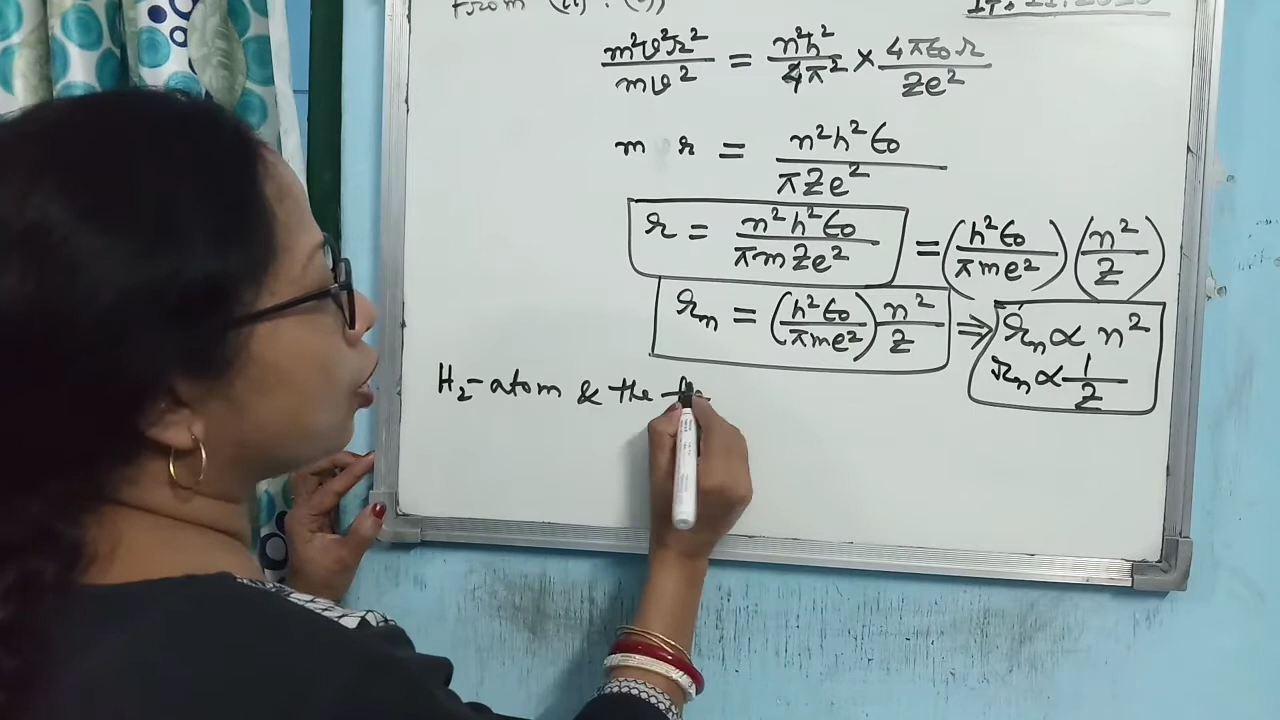 from
m²v²r²/mv² = n²h²/4π² × 4πε₀r/Ze²
m r = n²h²ε₀/πZe²
r = n²h²ε₀/πmZe² = (h²ε₀/πme²) (n²/Z)
rₙ = (h²ε₀/πme²) n²/Z ⇒ rₙ ∝ n²
rₙ ∝ 1/Z
H₂-atom & the